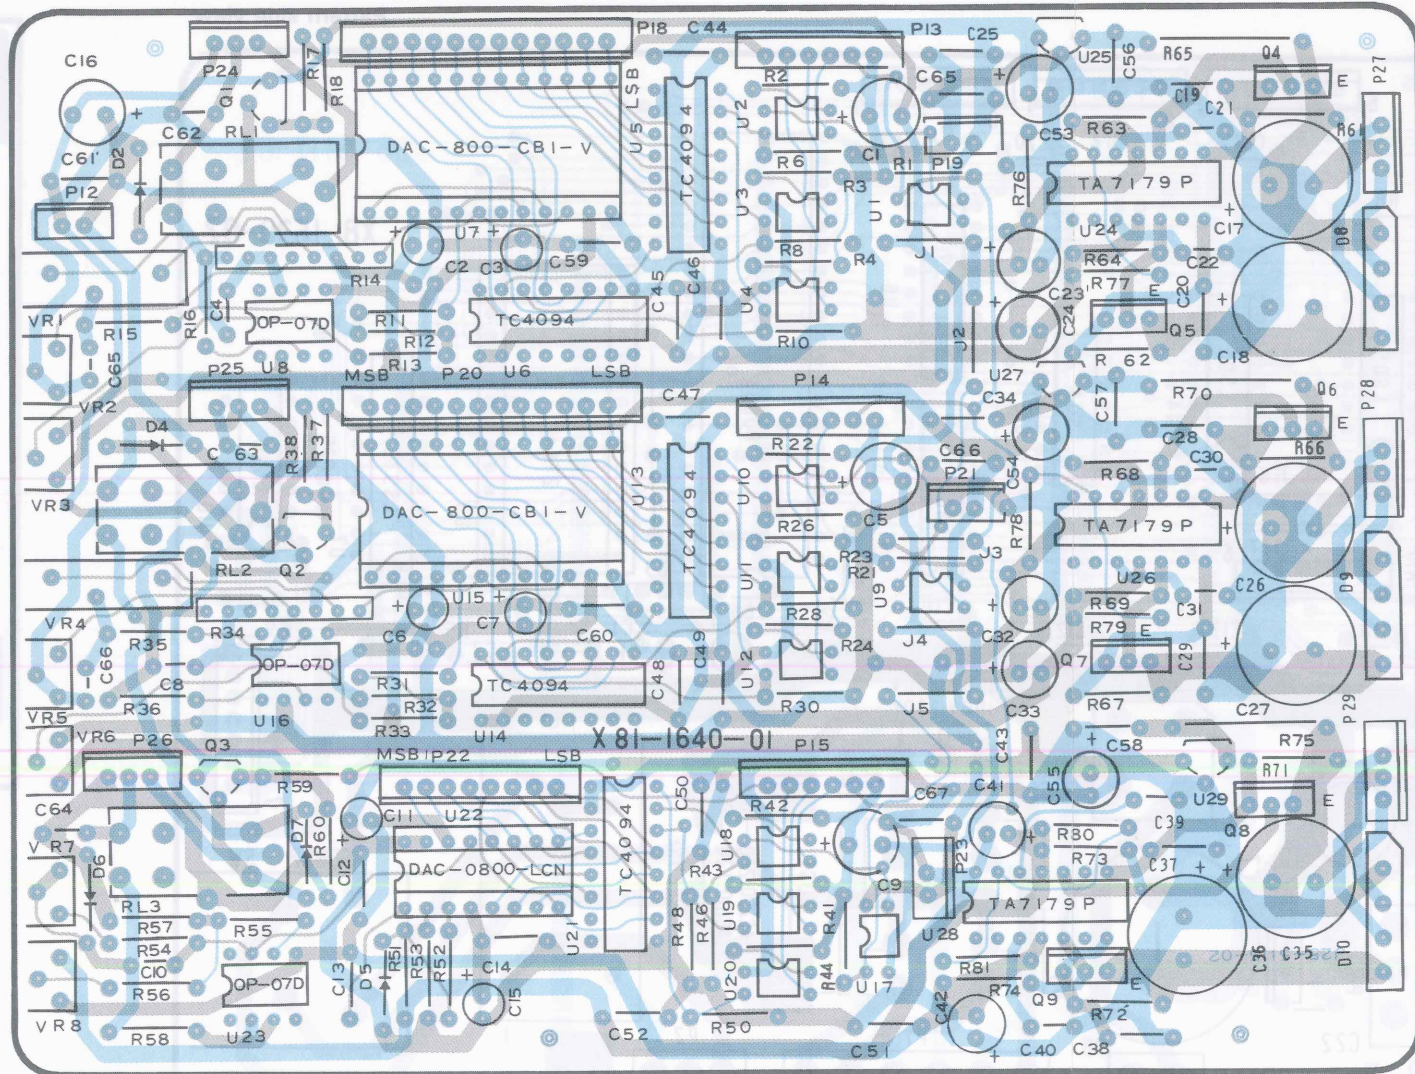 P18 C44 P13 C25 U25 C56 R65 Q4 P27
C16 P24 R17 R18 LSB R2 C65 C19 C21 E
Q1 C62 RL1 U5 U2 C53 R63 R61
C61 D2 DAC-800-CB1-V TC4094 R6 C1 R1 P19 R76 TA7179P
P12 U3 R3 U1 U24 C17
U7 C2 C3 C59 R8 R4 J1 R64 C22 D8
R14 C45 C46 U4 C23 R77 C20 E
VR1 R15 R16 C4 OP-07D R11 TC4094 J2 C24
R12 R10 Q5
C65 P25 U8 R13 R62 C18
MSB P20 U6 LSB P14 U27
VR2 C47 C34 C57 R70 Q6 P28
D4 C63 R38 R37 R22 C66 C54 C28 E R66
U13 U10 P21 R68 C30
VR3 DAC-800-CB1-V TC4094 R26 C5 R78 TA7179P
RL2 Q2 U11 R23 R21 U9 J3 U26
U15 C6 C7 C60 R28 R69 C31 C26 D9
VR4 R35 R34 R24 J4 C32 R79 E
C66 C8 OP-07D R31 TC4094 C48 C49 U12 Q7 C29
R36 R32 R30 J5 R67
VR5 U16 R33 U14 C33 C27 P29
VR6 P26 Q3 X81-1640-01 P15 C43 C58 R75
MSB P22 LSB
R59 C50 C41 C55 R71
C64 D7 R60 C11 U22 R42 C67 U29 E
VR7 D6 C12 U18 R80 C39 Q8
DAC-0800-LCN TC4094 R43 P23 R73 C37
RL3 C9 TA7179P
R57 R55 R48 R46 U19 R41 U28
R54 R51 R53 R52 U21 C36 C35 D10
C10 C13 D5 C14 R81
R56 OP-07D C15 U20 R44 U17 R74 Q9 E
VR8 C42 R72
R58 U23 C52 R50 C51 C40 C38